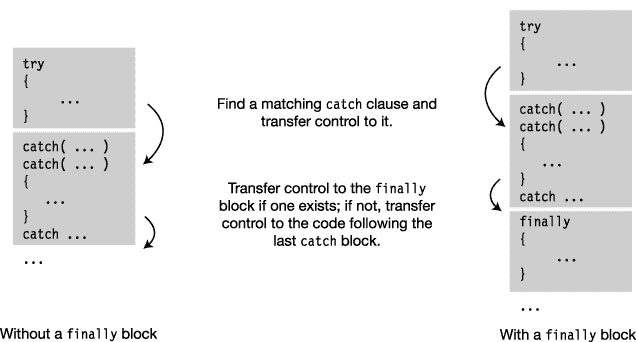 try
{
...
}
catch( ... )
catch( ... )
{
...
}
catch ...
...
Without a finally block
Find a matching catch clause and
transfer control to it.
Transfer control to the finally
block if one exists; if not, transfer
control to the code following the
last catch block.
try
{
...
}
catch( ... )
catch( ... )
{
...
}
catch ...
finally
{
...
}
...
With a finally block